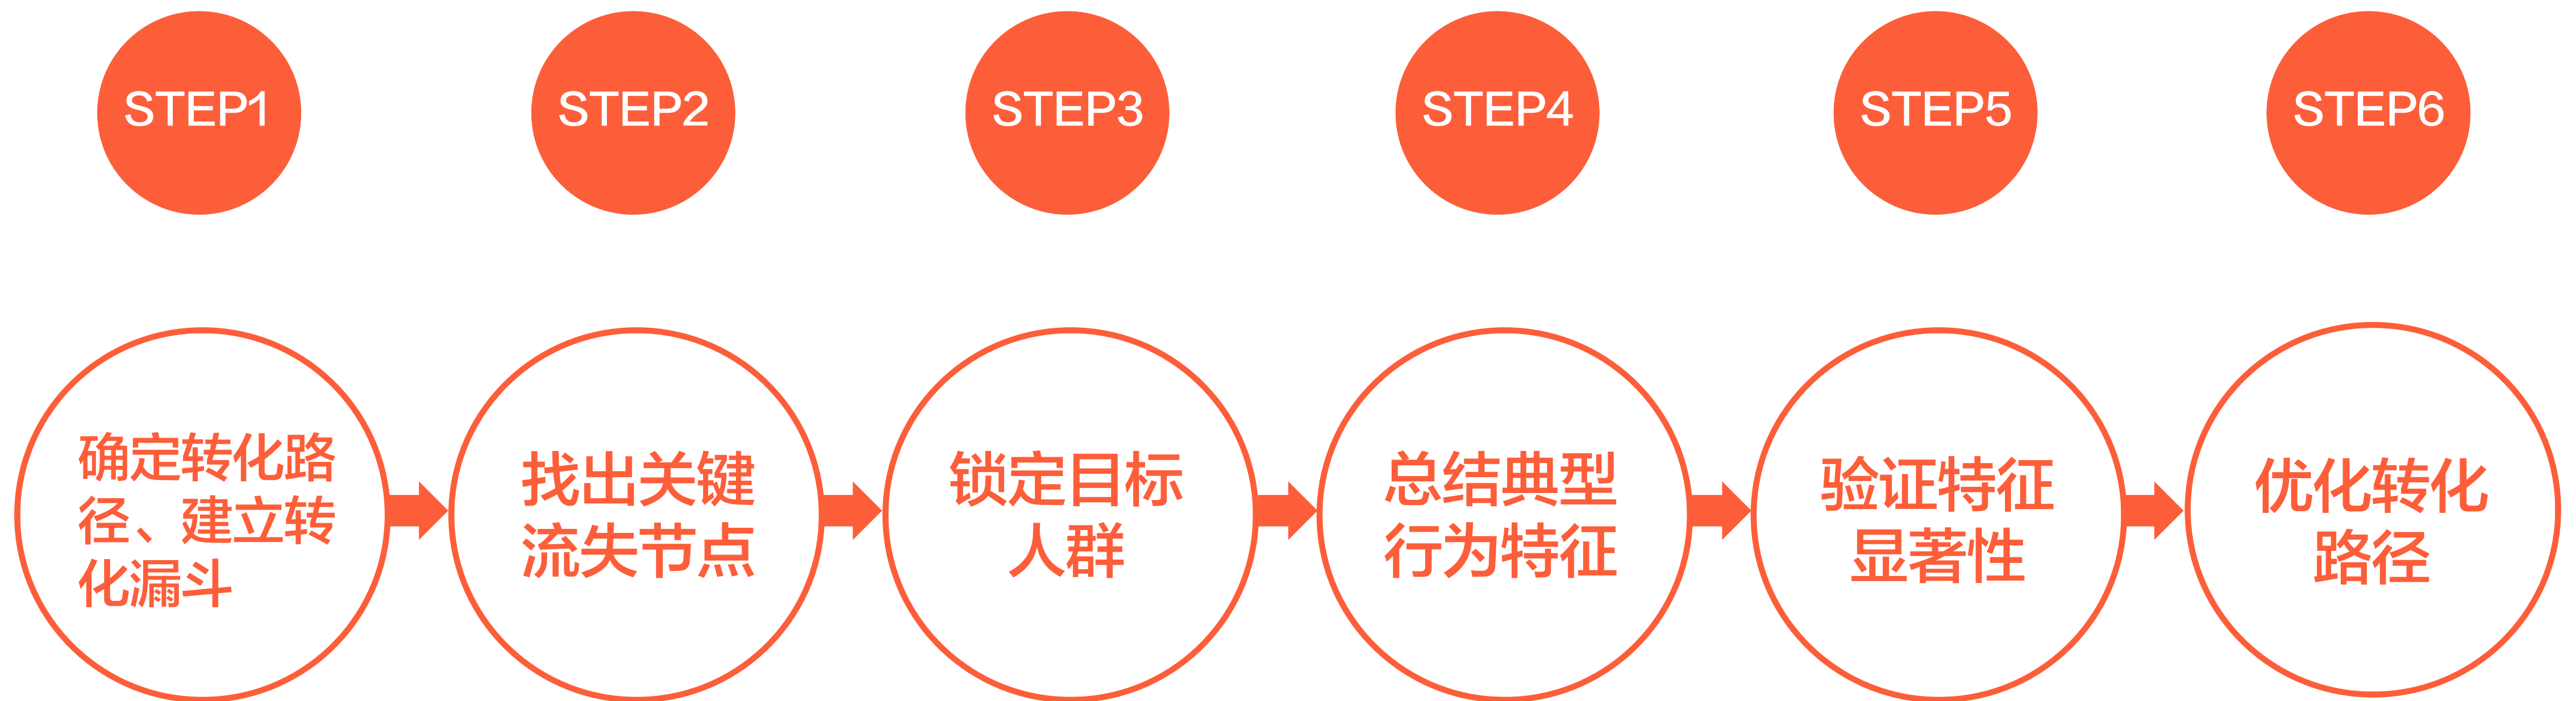 STEP1
STEP2
STEP3
STEP4
STEP5
STEP6
确定转化路
径、建立转
化漏斗
找出关键
流失节点
锁定目标
人群
总结典型
行为特征
验证特征
显著性
优化转化
路径